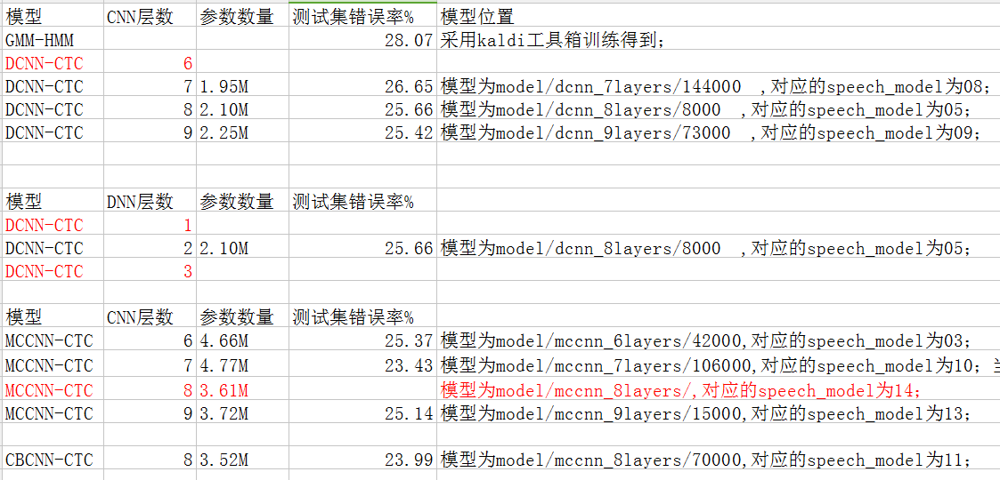 模型 CNN层数 参数数量 测试集错误率% 模型位置
GMM-HMM 28.07 采用kaldi工具箱训练得到;
DCNN-CTC 6
DCNN-CTC 7 1.95M 26.65 模型为model/dcnn_7layers/144000 ,对应的speech_model为08;
DCNN-CTC 8 2.10M 25.66 模型为model/dcnn_8layers/8000 ,对应的speech_model为05;
DCNN-CTC 9 2.25M 25.42 模型为model/dcnn_9layers/73000 ,对应的speech_model为09;
模型 DNN层数 参数数量 测试集错误率%
DCNN-CTC 1
DCNN-CTC 2 2.10M 25.66 模型为model/dcnn_8layers/8000 ,对应的speech_model为05;
DCNN-CTC 3
模型 CNN层数 参数数量 测试集错误率%
MCCNN-CTC 6 4.66M 25.37 模型为model/mccnn_6layers/42000,对应的speech_model为03;
MCCNN-CTC 7 4.77M 23.43 模型为model/mccnn_7layers/106000,对应的speech_model为10;
MCCNN-CTC 8 3.61M 模型为model/mccnn_8layers/,对应的speech_model为14;
MCCNN-CTC 9 3.72M 25.14 模型为model/mccnn_9layers/15000,对应的speech_model为13;
CBCNN-CTC 8 3.52M 23.99 模型为model/mccnn_8layers/70000,对应的speech_model为11;